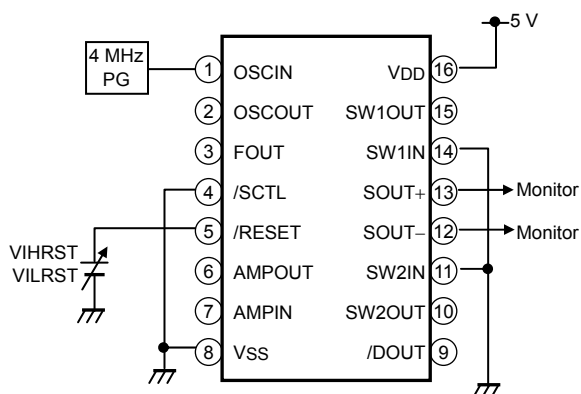 5 V
4 MHz
PG
1 OSCIN VDD 16
2 OSCOUT SW1OUT 15
3 FOUT SW1IN 14
4 /SCTL SOUT+ 13 Monitor
5 /RESET SOUT− 12 Monitor
VIHRST
VILRST
6 AMPOUT SW2IN 11
7 AMPIN SW2OUT 10
8 VSS /DOUT 9